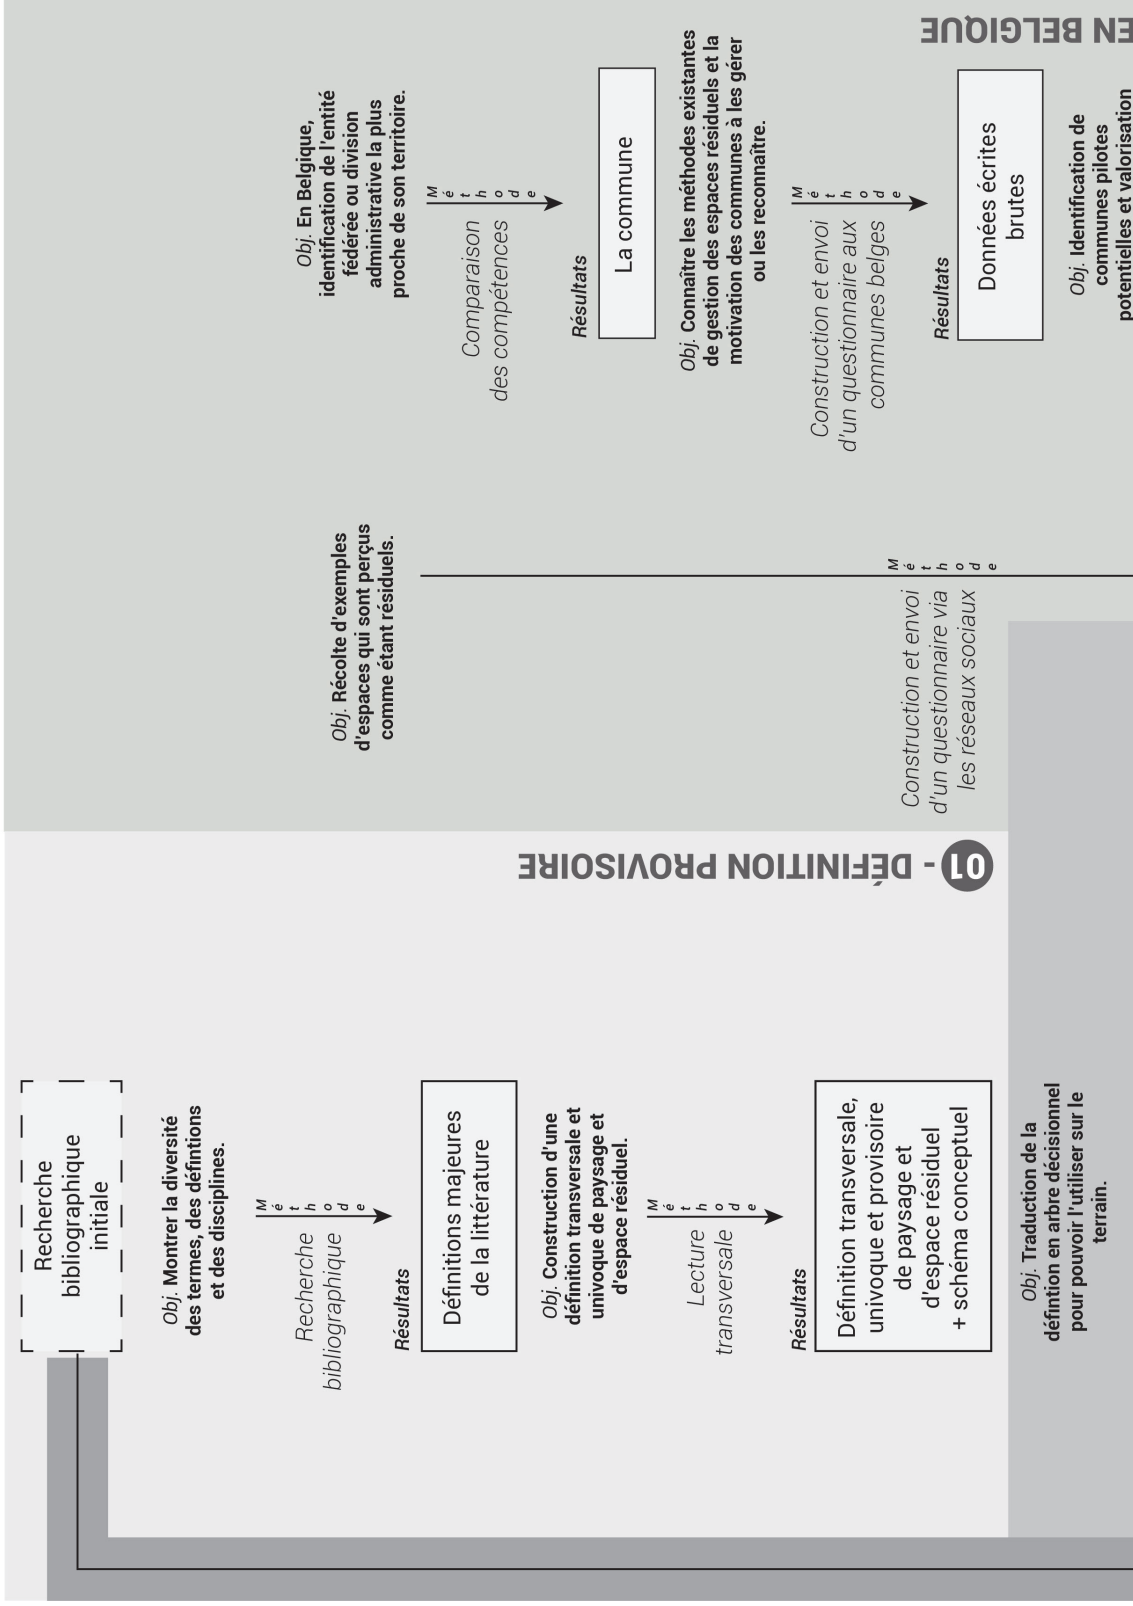 Recherche
bibliographique
initiale
Obj. Montrer la diversité
des termes, des défintions
et des disciplines.
Méthode
Recherche
bibliographique
Résultats
Définitions majeures
de la littérature
Obj. Construction d'une
définition transversale et
univoque de paysage et
d'espace résiduel.
Méthode
Lecture
transversale
Résultats
Définition transversale,
univoque et provisoire
de paysage et
d'espace résiduel
+ schéma conceptuel
Obj. Traduction de la
défintion en arbre décisionnel
pour pouvoir l'utiliser sur le
terrain.
01 - DÉFINITION PROVISOIRE
Obj. Récolte d'exemples
d'espaces qui sont perçus
comme étant résiduels.
Méthode
Construction et envoi
d'un questionnaire via
les réseaux sociaux
Obj. En Belgique,
identification de l'entité
fédérée ou division
administrative la plus
proche de son territoire.
Méthode
Comparaison
des compétences
Résultats
La commune
Obj. Connaître les méthodes existantes
de gestion des espaces résiduels et la
motivation des communes à les gérer
ou les reconnaître.
Méthode
Construction et envoi
d'un questionnaire aux
communes belges
Résultats
Données écrites
brutes
Obj. Identification de
communes pilotes
potentielles et valorisation
EN BELGIQUE